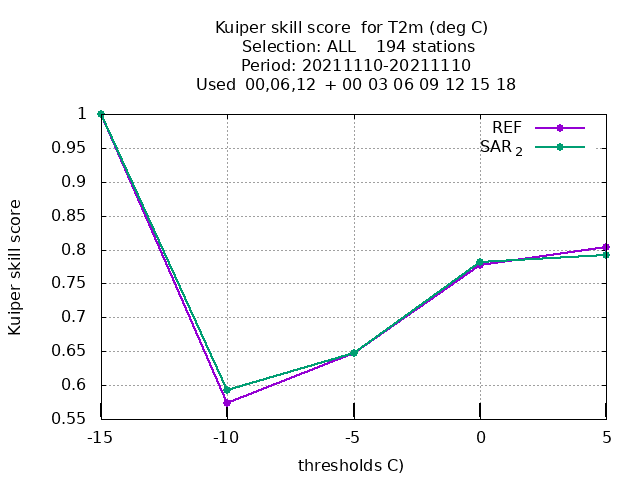 Kuiper skill score  for T2m (deg C)
Selection: ALL    194 stations
Period: 20211110-20211110
Used  00,06,12  + 00 03 06 09 12 15 18
REF
SAR 2
1
0.95
0.9
0.85
0.8
0.75
0.7
0.65
0.6
0.55
Kuiper skill score
-15 -10 -5 0 5
thresholds C)